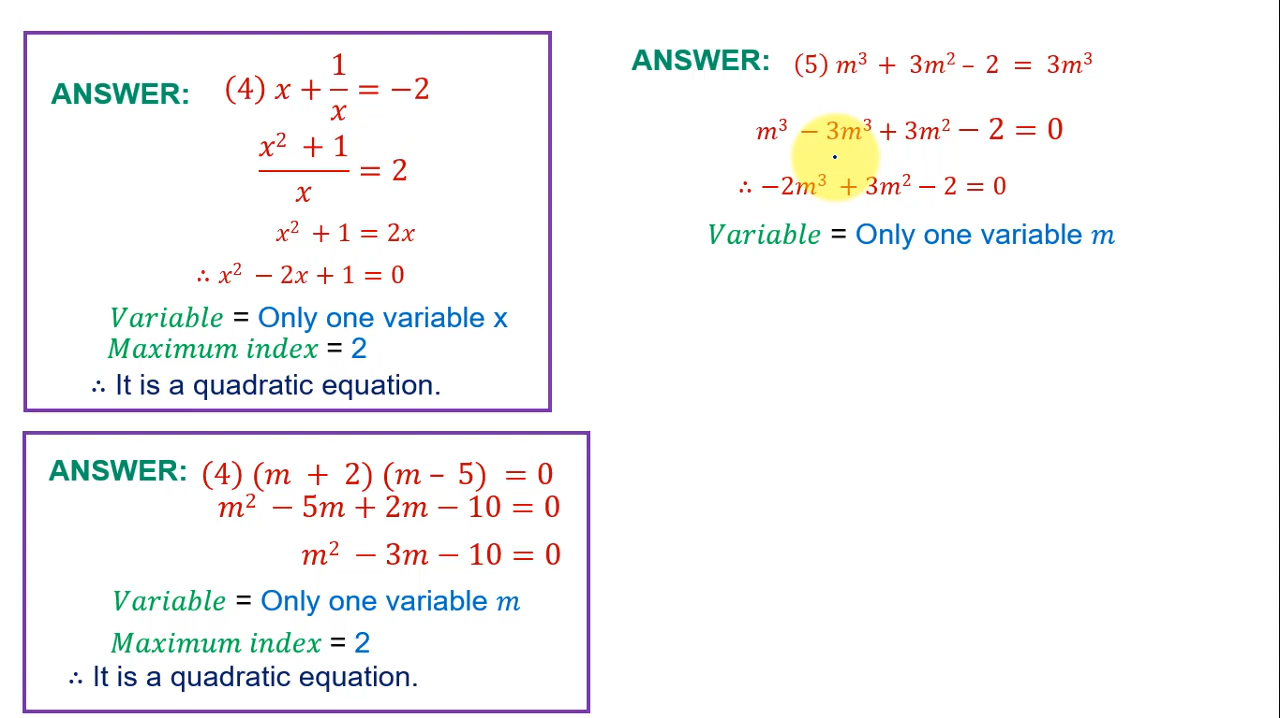 ANSWER: (4) x + 1/x = −2
x² + 1 / x = 2
x² + 1 = 2x
∴ x² − 2x + 1 = 0
Variable = Only one variable x
Maximum index = 2
∴ It is a quadratic equation.
ANSWER: (4) (m + 2) (m – 5) = 0
m² − 5m + 2m − 10 = 0
m² − 3m − 10 = 0
Variable = Only one variable m
Maximum index = 2
∴ It is a quadratic equation.
ANSWER: (5) m³ + 3m² – 2 = 3m³
m³ − 3m³ + 3m² − 2 = 0
∴ −2m³ + 3m² − 2 = 0
Variable = Only one variable m